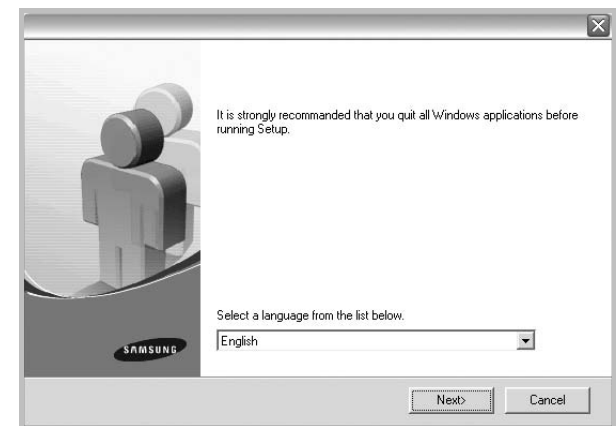 It is strongly recommanded that you quit all Windows applications before
running Setup.
Select a language from the list below.
English
SAMSUNG
Next>
Cancel